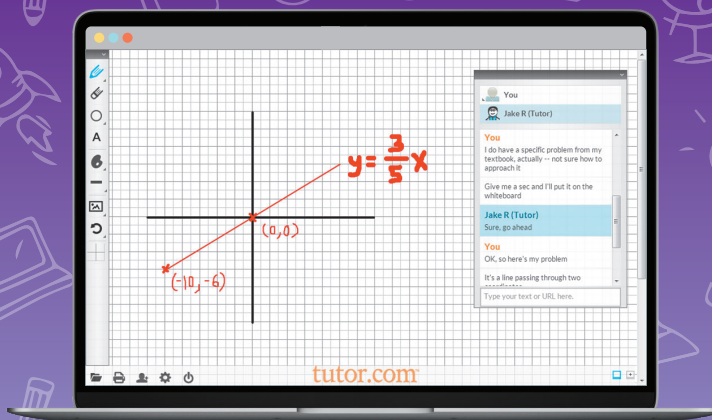 y= 3/5 x
(0,0)
(-10,-6)
A
You
Jake R (Tutor)
You
I do have a specific problem from my
textbook, actually -- not sure how to
approach it
Give me a sec and I'll put it on the
whiteboard
Jake R (Tutor)
Sure, go ahead
You
OK, so here's my problem
It's a line passing through two
Type your text or URL here.
tutor.com